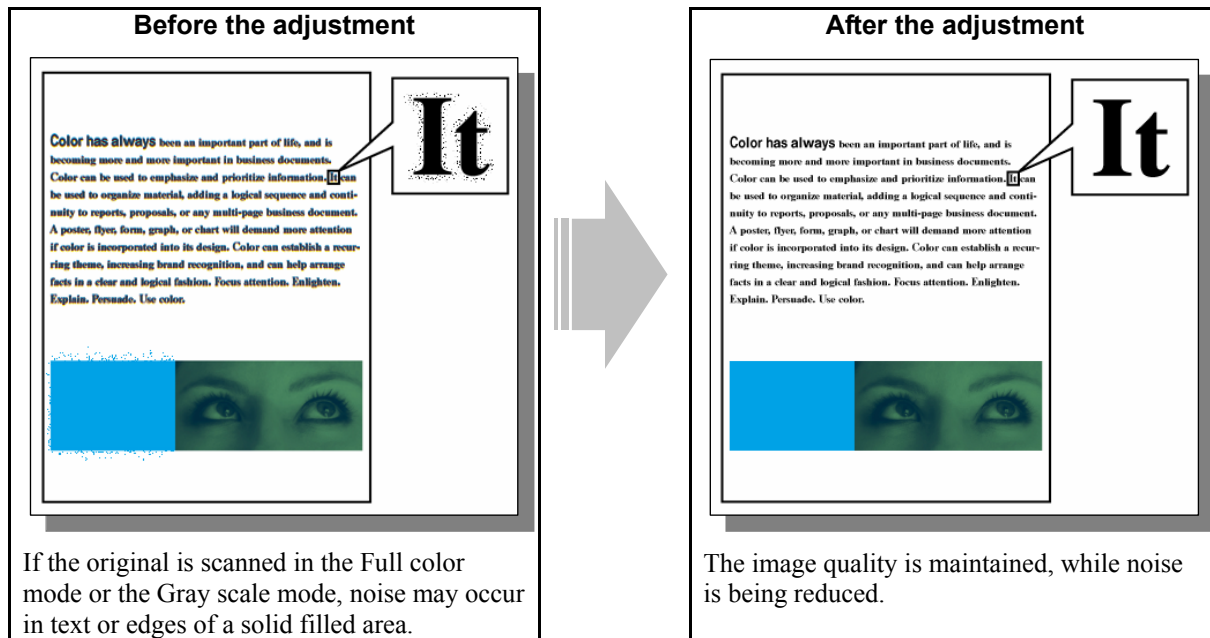 Before the adjustment
Color has always been an important part of life, and is
becoming more and more important in business documents.
Color can be used to emphasize and prioritize information. It can
be used to organize material, adding a logical sequence and conti-
nuity to reports, proposals, or any multi-page business document.
A poster, flyer, form, graph, or chart will demand more attention
if color is incorporated into its design. Color can establish a recur-
ring theme, increasing brand recognition, and can help arrange
facts in a clear and logical fashion. Focus attention. Enlighten.
Explain. Persuade. Use color.
It
If the original is scanned in the Full color
mode or the Gray scale mode, noise may occur
in text or edges of a solid filled area.
After the adjustment
Color has always been an important part of life, and is
becoming more and more important in business documents.
Color can be used to emphasize and prioritize information. It can
be used to organize material, adding a logical sequence and conti-
nuity to reports, proposals, or any multi-page business document.
A poster, flyer, form, graph, or chart will demand more attention
if color is incorporated into its design. Color can establish a recur-
ring theme, increasing brand recognition, and can help arrange
facts in a clear and logical fashion. Focus attention. Enlighten.
Explain. Persuade. Use color.
It
The image quality is maintained, while noise
is being reduced.